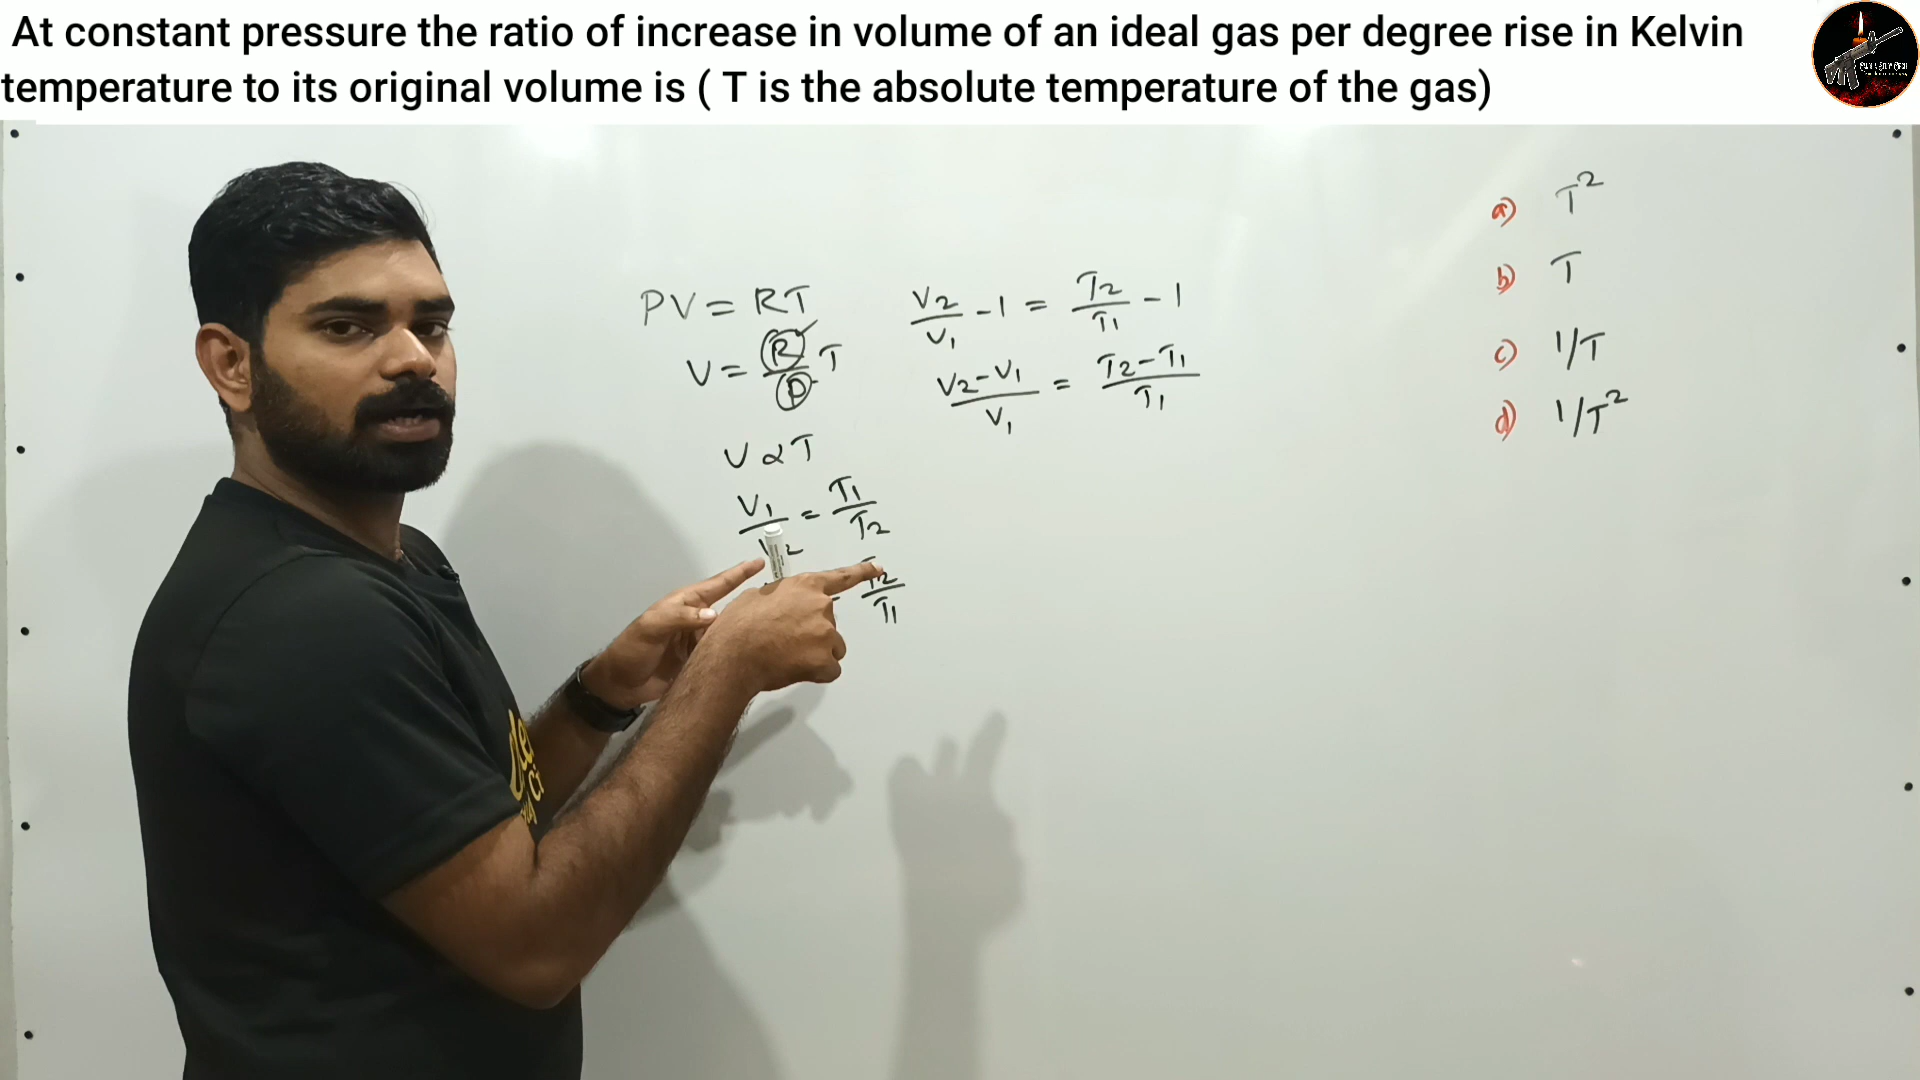 At constant pressure the ratio of increase in volume of an ideal gas per degree rise in Kelvin
temperature to its original volume is ( T is the absolute temperature of the gas)
PV = RT
V = R/P T
V ∝ T
V₁/V₂ = T₁/T₂
= T₂/T₁
V₂/V₁ - 1 = T₂/T₁ - 1
V₂-V₁/V₁ = T₂-T₁/T₁
a) T²
b) T
c) 1/T
d) 1/T²